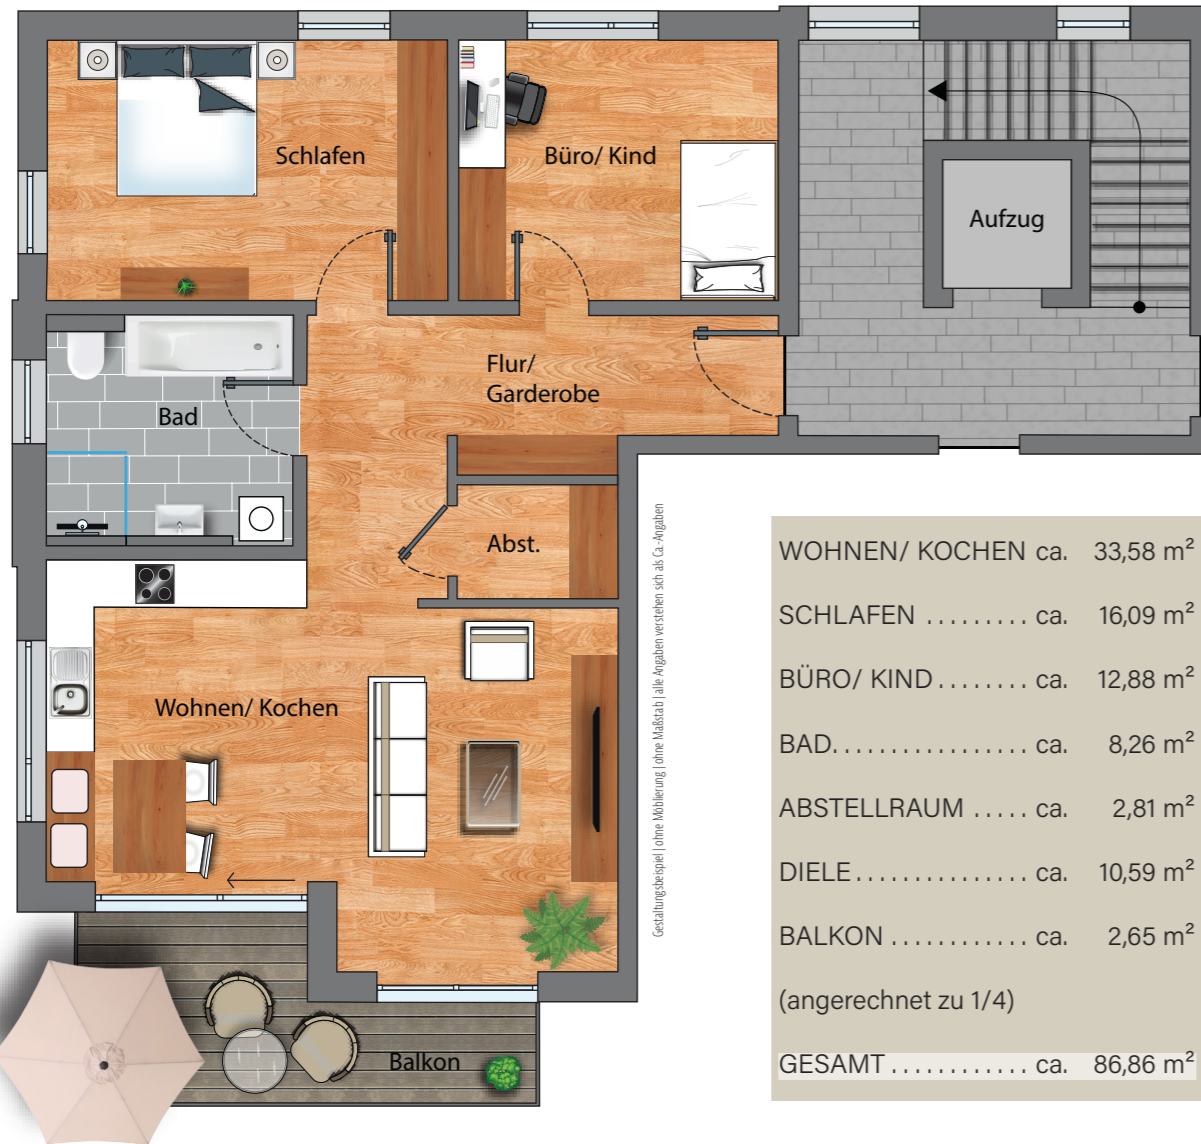 Schlafen
Büro/ Kind
Aufzug
Flur/
Garderobe
Bad
Abst.
Wohnen/ Kochen
Balkon
Gestaltungsbeispiel | ohne Möblierung | ohne Maßstab | alle Angaben verstehen sich als Ca.-Angaben
WOHNEN/ KOCHEN ca. 33,58 m²
SCHLAFEN ......... ca. 16,09 m²
BÜRO/ KIND ........ ca. 12,88 m²
BAD................. ca. 8,26 m²
ABSTELLRAUM ..... ca. 2,81 m²
DIELE ............... ca. 10,59 m²
BALKON ............ ca. 2,65 m²
(angerechnet zu 1/4)
GESAMT ............ ca. 86,86 m²